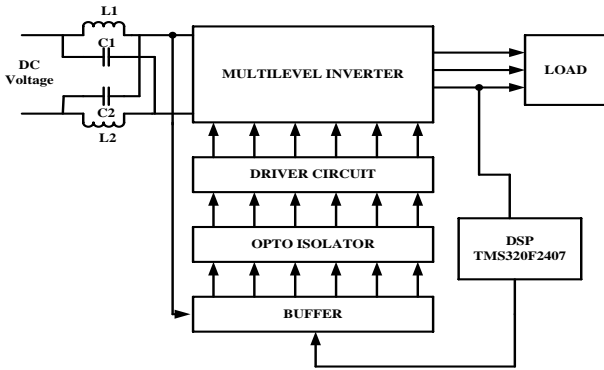 L1
C1
DC
Voltage
C2
L2
MULTILEVEL INVERTER
LOAD
DRIVER CIRCUIT
OPTO ISOLATOR
DSP
TMS320F2407
BUFFER